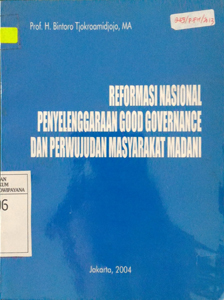 Prof. H. Bintoro Tjokroamidjojo, MA
REFORMASI NASIONAL
PENYELENGGARAAN GOOD GOVERNANCE
DAN PERWUJUDAN MASYARAKAT MADANI
Jakarta, 2004